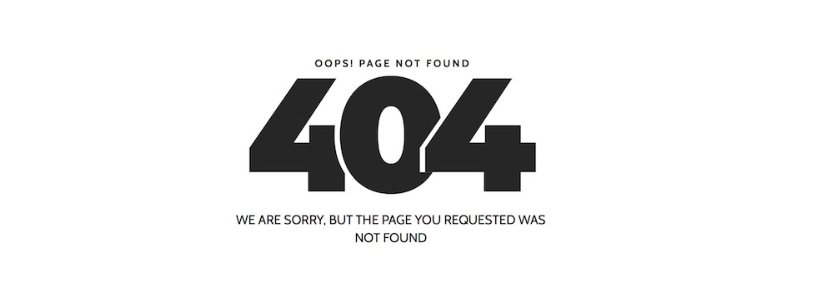 OOPS! PAGE NOT FOUND
404
WE ARE SORRY, BUT THE PAGE YOU REQUESTED WAS
NOT FOUND